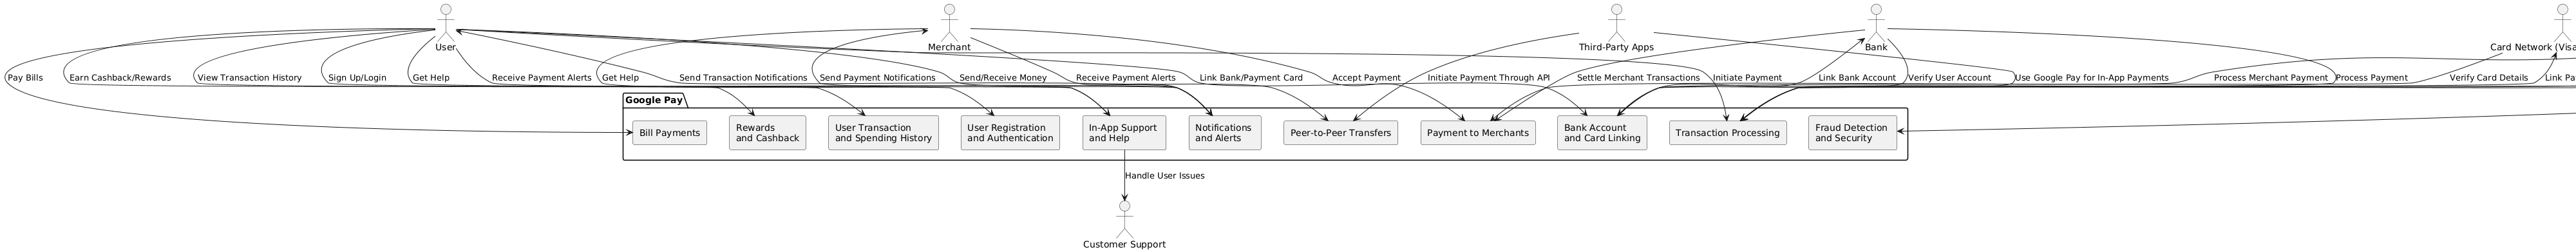 User
Merchant
Third-Party Apps
Bank
Card Network (Visa
Pay Bills
Earn Cashback/Rewards
View Transaction History
Sign Up/Login
Get Help
Receive Payment Alerts
Get Help
Send Transaction Notifications
Send Payment Notifications
Send/Receive Money
Receive Payment Alerts
Link Bank/Payment Card
Accept Payment
Initiate Payment Through API
Settle Merchant Transactions
Initiate Payment
Link Bank Account
Verify User Account
Use Google Pay for In-App Payments
Process Merchant Payment
Process Payment
Verify Card Details
Link Pa
Google Pay
Bill Payments
Rewards
and Cashback
User Transaction
and Spending History
User Registration
and Authentication
In-App Support
and Help
Notifications
and Alerts
Peer-to-Peer Transfers
Payment to Merchants
Bank Account
and Card Linking
Transaction Processing
Fraud Detection
and Security
Handle User Issues
Customer Support